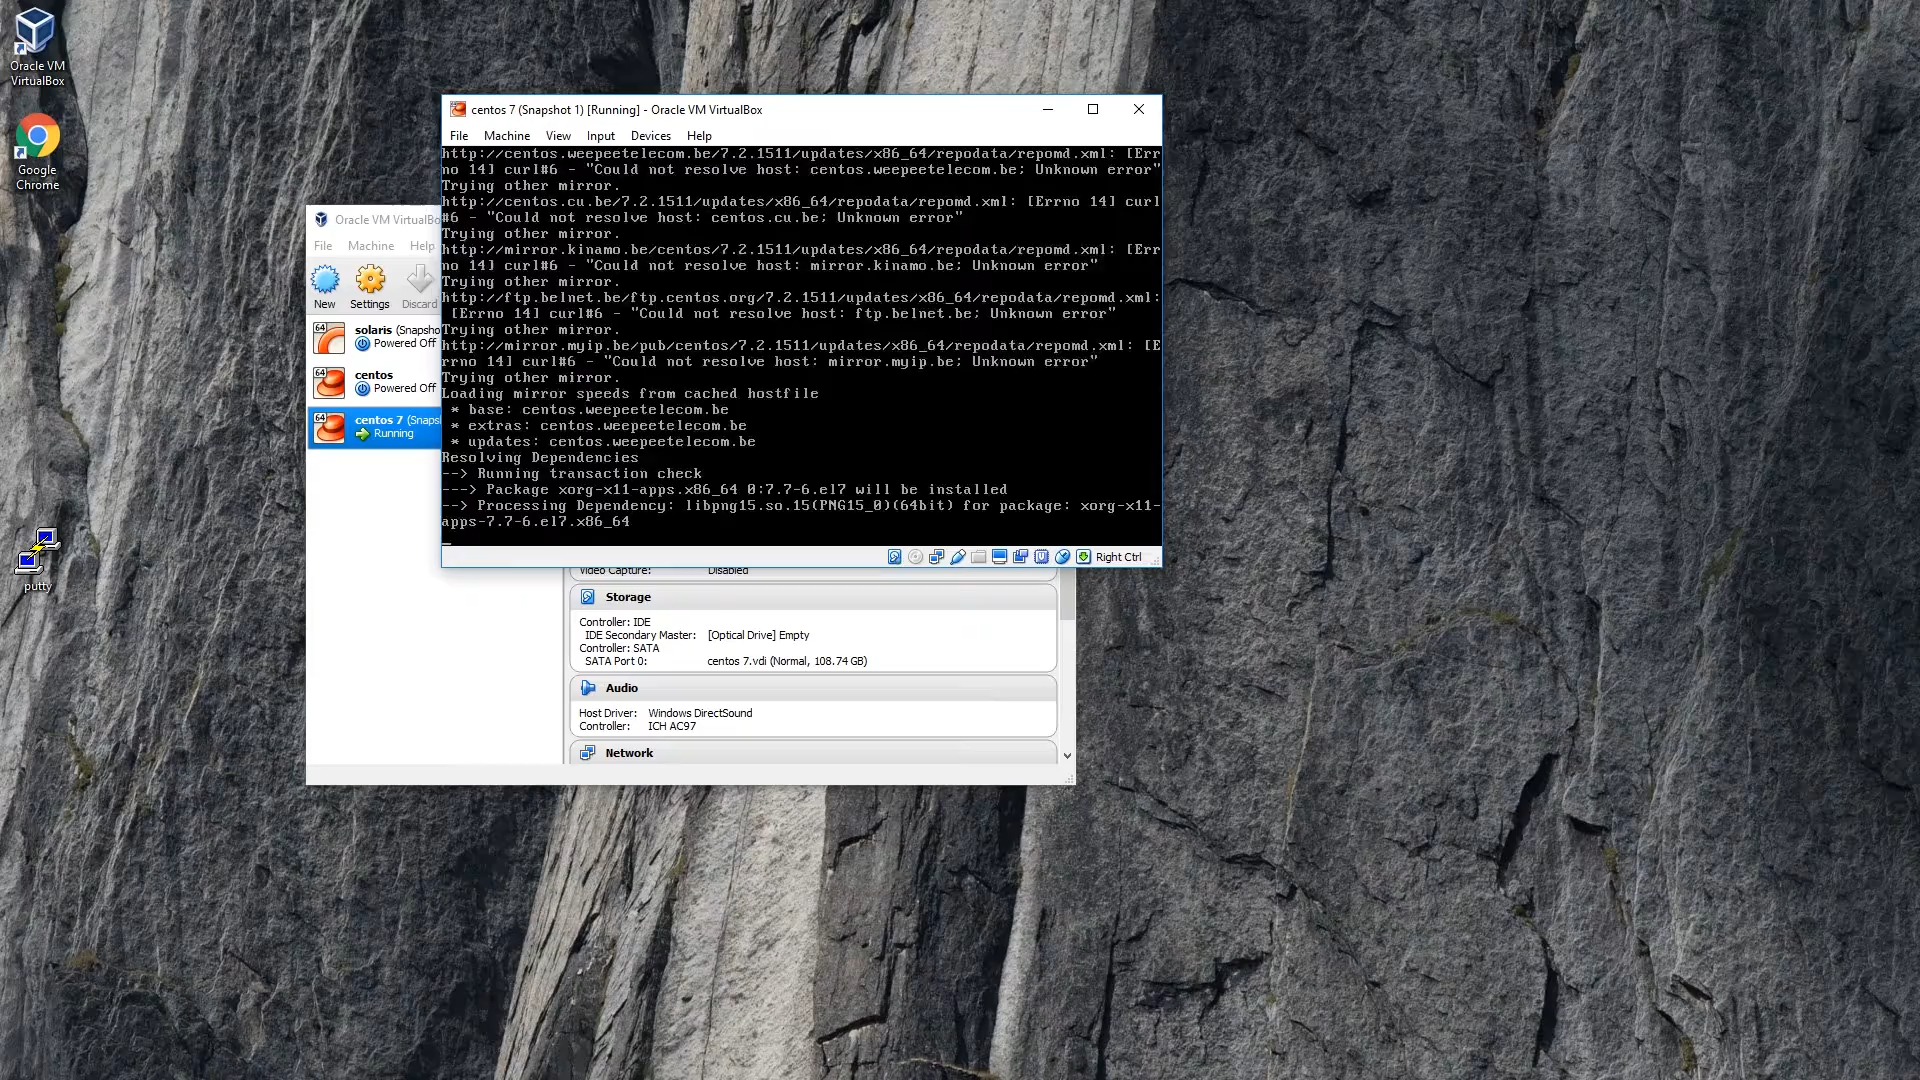 Oracle VM
VirtualBox
Google
Chrome
putty
centos 7 (Snapshot 1) [Running] - Oracle VM VirtualBox
File Machine View Input Devices Help
http://centos.weepeetelecom.be/7.2.1511/updates/x86_64/repodata/repomd.xml: [Err
no 14] curl#6 - "Could not resolve host: centos.weepeetelecom.be; Unknown error"
Trying other mirror.
http://centos.cu.be/7.2.1511/updates/x86_64/repodata/repomd.xml: [Errno 14] curl
#6 - "Could not resolve host: centos.cu.be; Unknown error"
Trying other mirror.
http://mirror.kinamo.be/centos/7.2.1511/updates/x86_64/repodata/repomd.xml: [Err
no 14] curl#6 - "Could not resolve host: mirror.kinamo.be; Unknown error"
Trying other mirror.
http://ftp.belnet.be/ftp.centos.org/7.2.1511/updates/x86_64/repodata/repomd.xml:
[Errno 14] curl#6 - "Could not resolve host: ftp.belnet.be; Unknown error"
Trying other mirror.
http://mirror.myip.be/pub/centos/7.2.1511/updates/x86_64/repodata/repomd.xml: [E
rrno 14] curl#6 - "Could not resolve host: mirror.myip.be; Unknown error"
Trying other mirror.
Loading mirror speeds from cached hostfile
* base: centos.weepeetelecom.be
* extras: centos.weepeetelecom.be
* updates: centos.weepeetelecom.be
Resolving Dependencies
--> Running transaction check
---> Package xorg-x11-apps.x86_64 0:7.7-6.el7 will be installed
--> Processing Dependency: libpng15.so.15(PNG15_0)(64bit) for package: xorg-x11-
apps-7.7-6.el7.x86_64
Right Ctrl
Oracle VM VirtualBo
File Machine Help
New Settings Discard
64 solaris (Snapsho
Powered Off
64 centos
Powered Off
64 centos 7 (Snaps
Running
Video Capture: Disabled
Storage
Controller: IDE
IDE Secondary Master: [Optical Drive] Empty
Controller: SATA
SATA Port 0: centos 7.vdi (Normal, 108.74 GB)
Audio
Host Driver: Windows DirectSound
Controller: ICH AC97
Network